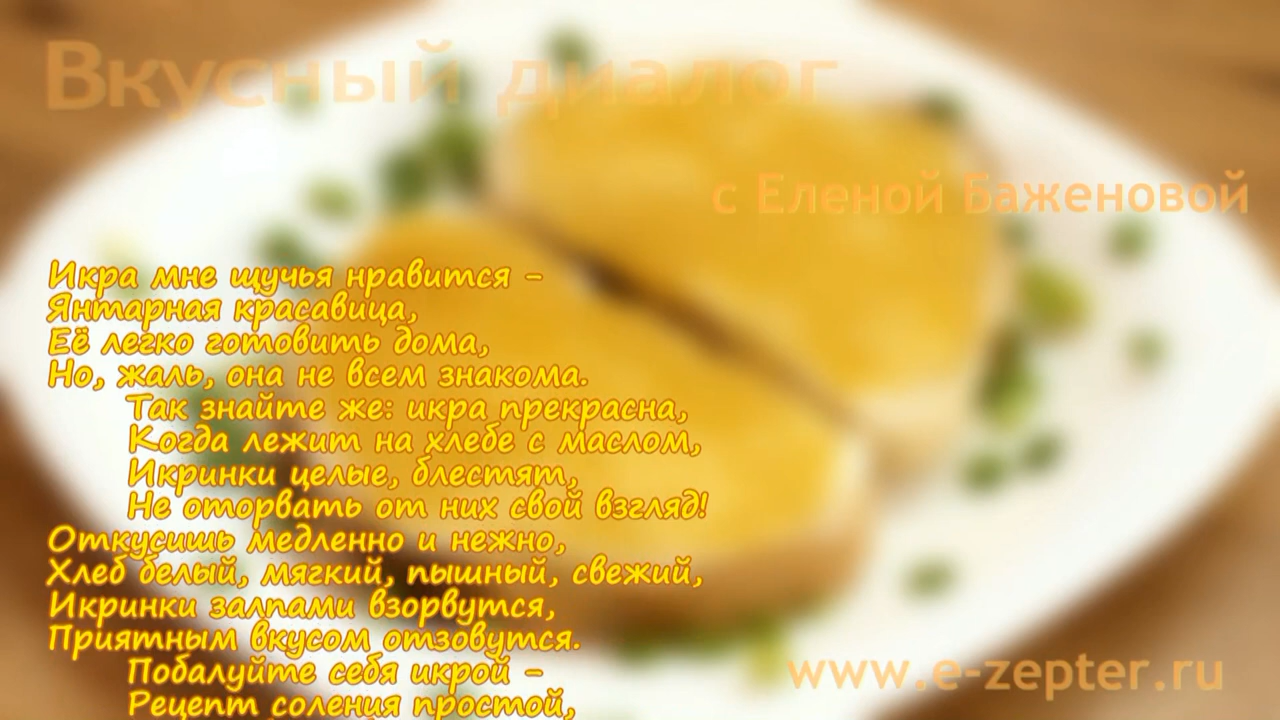 Вкусный диалог
с Еленой Баженовой
Икра мне щучья нравится -
Янтарная красавица,
Её легко готовить дома,
Но, жаль, она не всем знакома.
Так знайте же: икра прекрасна,
Когда лежит на хлебе с маслом,
Икринки целые, блестят,
Не оторвать от них свой взгляд!
Откусишь медленно и нежно,
Хлеб белый, мягкий, пышный, свежий,
Икринки залпами взорвутся,
Приятным вкусом отзовутся.
Побалуйте себя икрой -
Рецепт соления простой,
www.e-zepter.ru